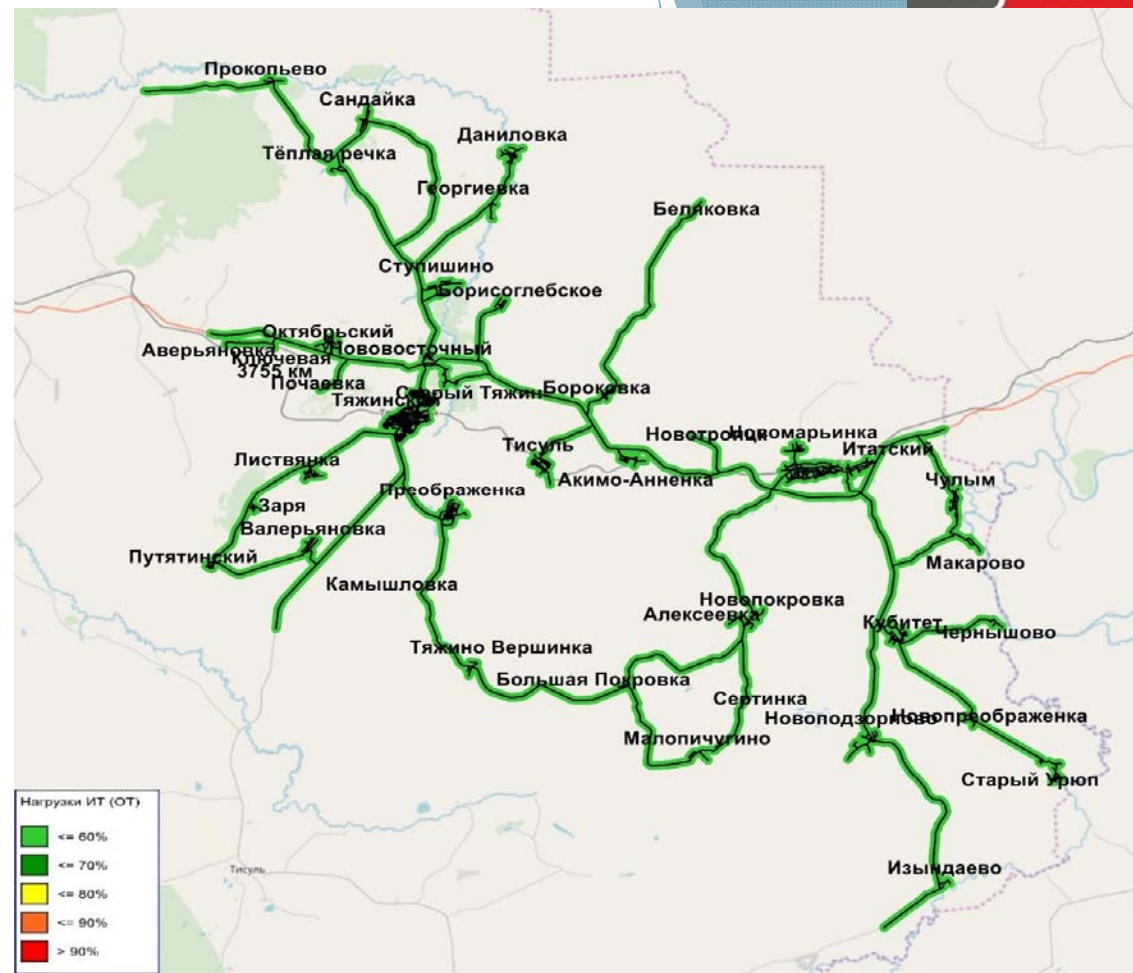 Прокопьево
Сандайка
Даниловка
Тёплая речка
Георгиевка
Беляковка
Ступишино
Борисоглебское
Октябрьский
Аверьяновка
Нововосточный
Ключевая
3755 км
Почаевка
Старый Тяжин
Бороковка
Тяжинский
Тисуль
Новотроицк
Новомарьинка
Итатский
Листвянка
Акимо-Анненка
Чулым
Преображенка
Заря
Валерьяновка
Путятинский
Макарово
Камышловка
Новопокровка
Алексеевка
Кубитет
Чернышово
Тяжино Вершинка
Большая Покровка
Сертинка
Новоподзорново
Новопреображенка
Малопичугино
Старый Урюп
Изындаево
Тисуль
Нагрузки ИТ (ОТ)
<= 60%
<= 70%
<= 80%
<= 90%
> 90%